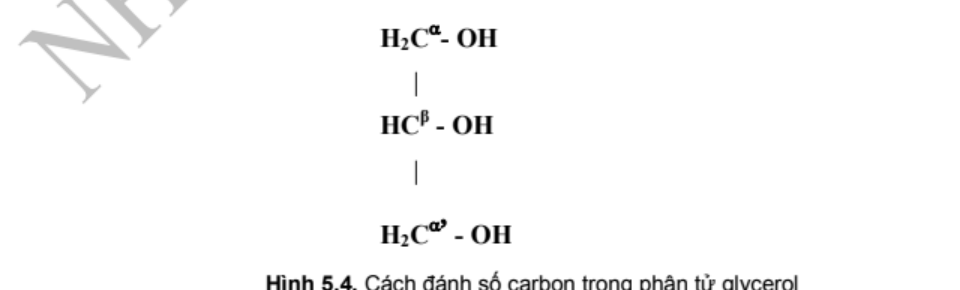 H₂Cᵅ- OH
|
HCᵝ - OH
|
H₂Cᵅ’ - OH
Hình 5.4. Cách đánh số carbon trong phân tử glycerol